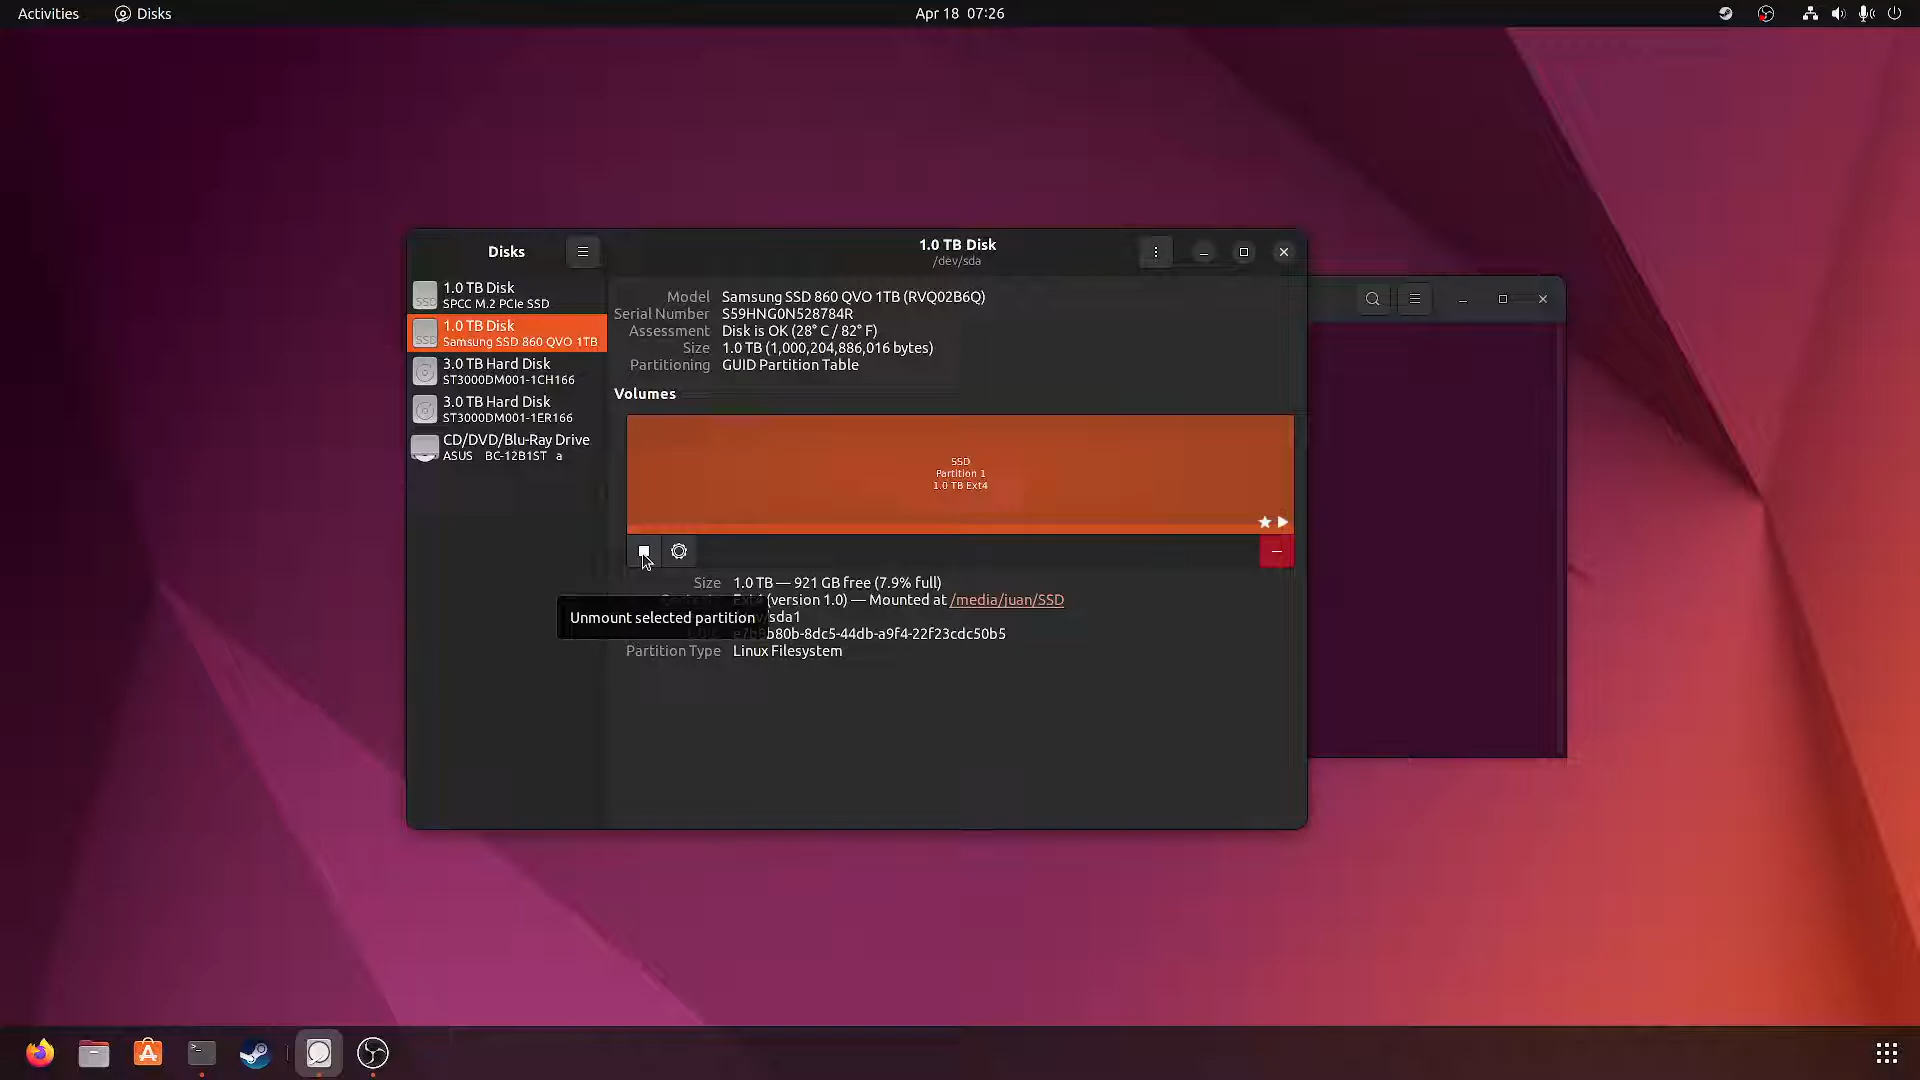 Activities
Disks
Apr 18 07:26
Disks
1.0 TB Disk
/dev/sda
1.0 TB Disk
SPCC M.2 PCIe SSD
1.0 TB Disk
Samsung SSD 860 QVO 1TB
3.0 TB Hard Disk
ST3000DM001-1CH166
3.0 TB Hard Disk
ST3000DM001-1ER166
CD/DVD/Blu-Ray Drive
ASUS BC-12B1ST a
Model Samsung SSD 860 QVO 1TB (RVQ02B6Q)
Serial Number S59HNG0N528784R
Assessment Disk is OK (28° C / 82° F)
Size 1.0 TB (1,000,204,886,016 bytes)
Partitioning GUID Partition Table
Volumes
SSD
Partition 1
1.0 TB Ext4
Size 1.0 TB — 921 GB free (7.9% full)
Ext4 (version 1.0) — Mounted at /media/juan/SSD
Unmount selected partition
/sda1
b80b-8dc5-44db-a9f4-22f23cdc50b5
Partition Type Linux Filesystem